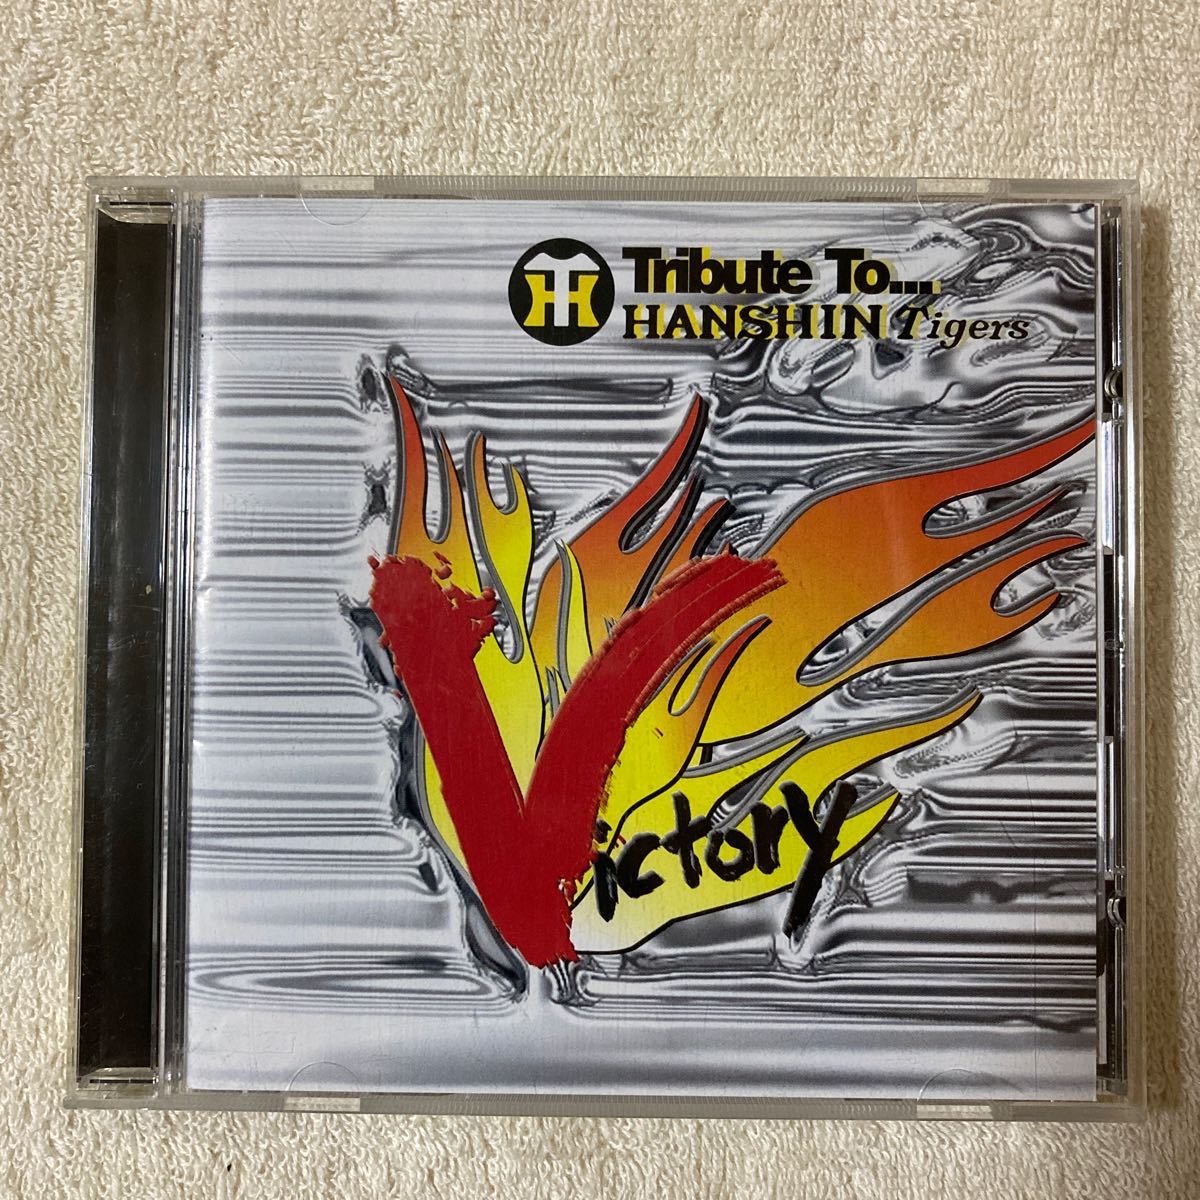 HT
Tribute To....
HANSHIN Tigers
Victory